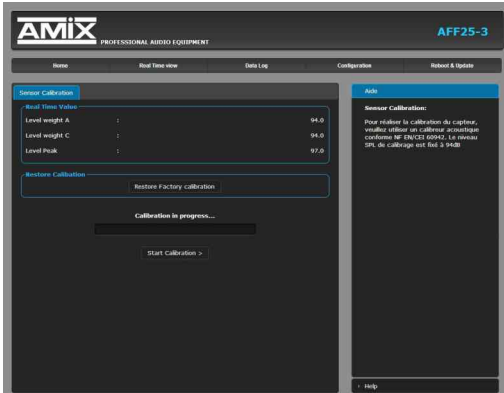 AMIX
PROFESSIONAL AUDIO EQUIPMENT
AFF25-3
Home Real Time view Data Log Configuration Reboot & Update
Sensor Calibration
Real Time Value
Level weight A : 94.0
Level weight C : 94.0
Level Peak : 97.0
Restore Calibation
Restore Factory calibration
Calibration in progress...
Start Calibration >
Aide
Sensor Calibration:
Pour réaliser la calibration du capteur,
veuillez utiliser un calibreur acoustique
conforme NF EN/CEI 60942. Le niveau
SPL de calibrage est fixé à 94dB
Help